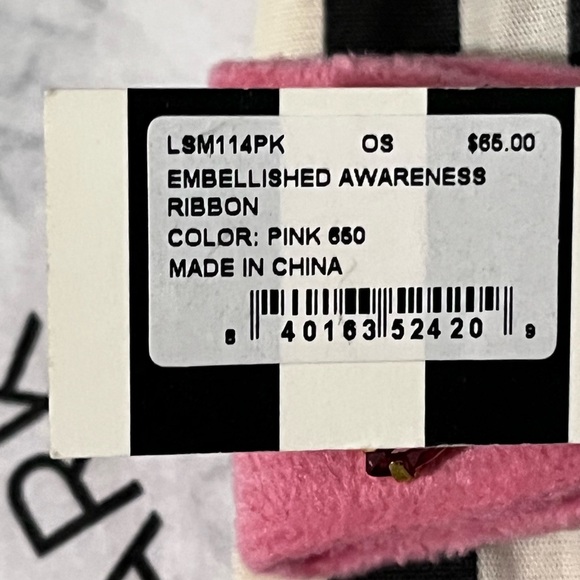 LSM114PK OS $65.00
EMBELLISHED AWARENESS
RIBBON
COLOR: PINK 650
MADE IN CHINA
8 40163 52420 9